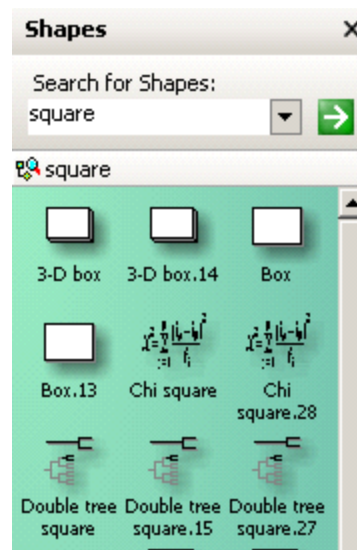 Shapes
Search for Shapes:
square
square
3-D box 3-D box.14 Box
Box.13 Chi square Chi
square.28
Double tree Double tree Double tree
square square.15 square.27